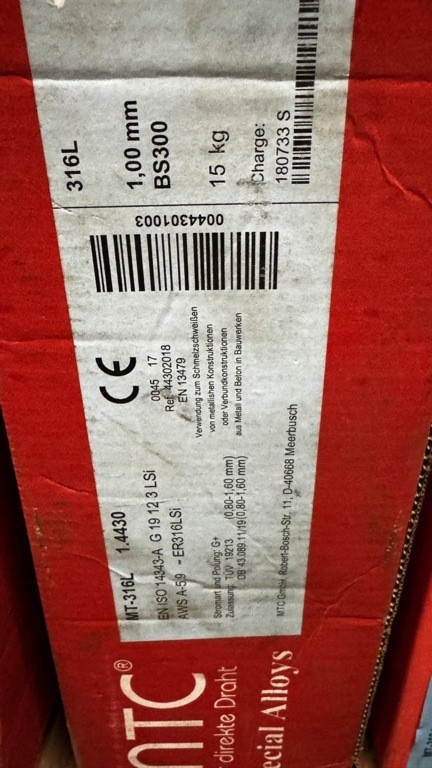 MTC®
direkte Draht
ecial Alloys
MT-316L 1.4430
EN ISO 14343-A G 19 12 3 LSi
AWS A-5.9 - ER316LSi
Stromart und Polung: G+
Zulassung: TÜV 19213 (0,80-1,60 mm)
DB 43.089.11/19 (0,80-1,60 mm)
MTC GmbH, Robert-Bosch-Str. 11, D-40668 Meerbusch
CE
0045 17
Ref. 44302018
EN 13479
Verwendung zum Schmelzschweißen
von metallischen Konstruktionen
oder Verbundkonstruktionen
aus Metall und Beton in Bauwerken
0044301003
316L
1,00 mm
BS300
15 kg
Charge:
180733 S